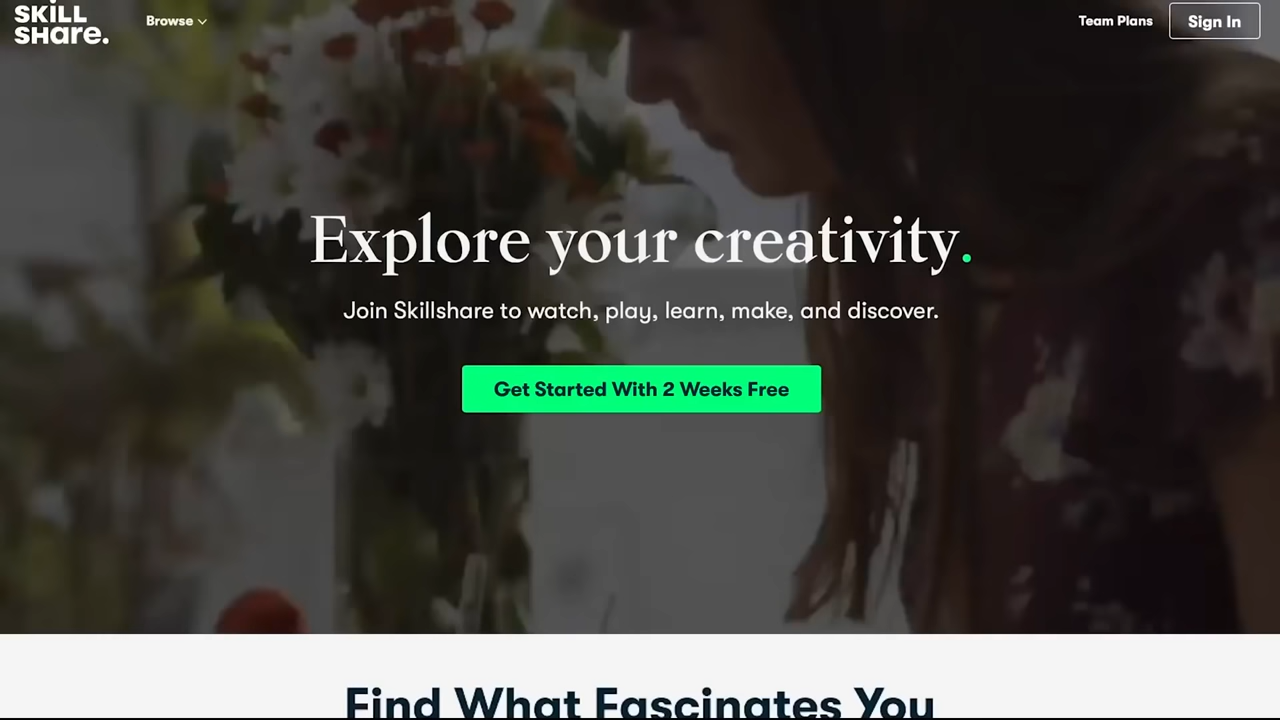 SKILL
SHare.
Browse
Team Plans
Sign In
Explore your creativity.
Join Skillshare to watch, play, learn, make, and discover.
Get Started With 2 Weeks Free
Find What Fascinates You